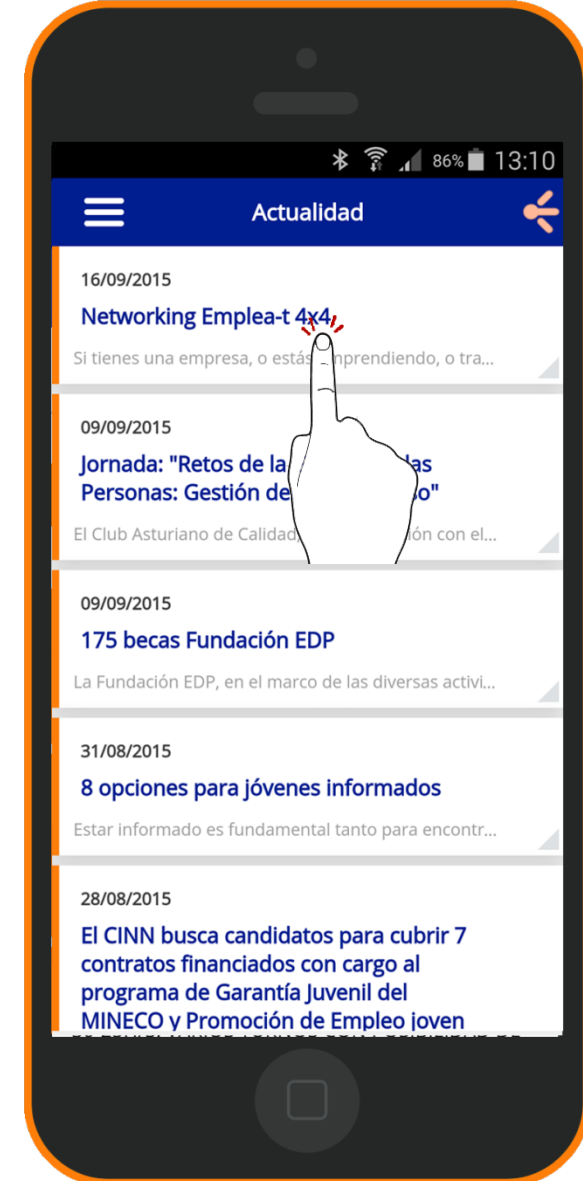 86% 13:10
Actualidad
16/09/2015
Networking Emplea-t 4x4
Si tienes una empresa, o estás emprendiendo, o tra...
09/09/2015
Jornada: "Retos de la las
Personas: Gestión de o"
El Club Asturiano de Calidad, ión con el...
09/09/2015
175 becas Fundación EDP
La Fundación EDP, en el marco de las diversas activi...
31/08/2015
8 opciones para jóvenes informados
Estar informado es fundamental tanto para encontr...
28/08/2015
El CINN busca candidatos para cubrir 7
contratos financiados con cargo al
programa de Garantía Juvenil del
MINECO y Promoción de Empleo joven